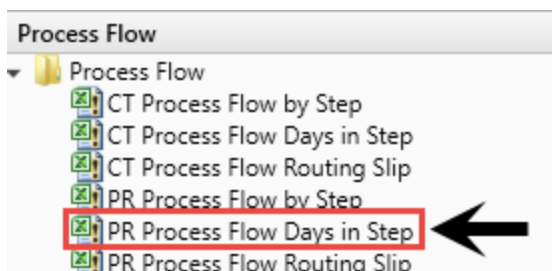 Process Flow
Process Flow
CT Process Flow by Step
CT Process Flow Days in Step
CT Process Flow Routing Slip
PR Process Flow by Step
PR Process Flow Days in Step
PR Process Flow Routing Slip